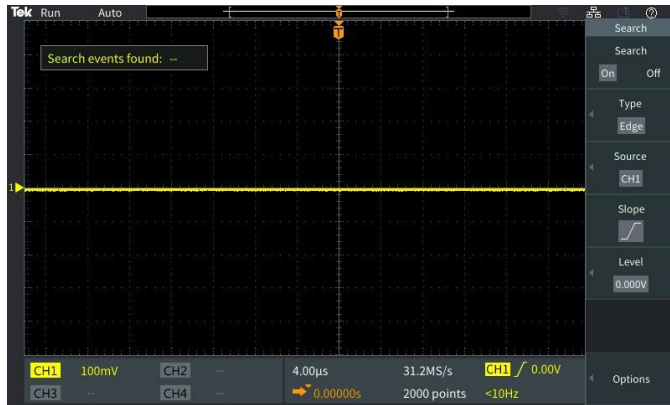 Tek Run Auto
T
T
Search events found: --
1
Search
Search
On Off
Type
Edge
Source
CH1
Slope
Level
0.000V
Options
CH1 100mV CH2 -- 4.00µs 31.2MS/s CH1 0.00V
CH3 -- CH4 -- 0.00000s 2000 points <10Hz